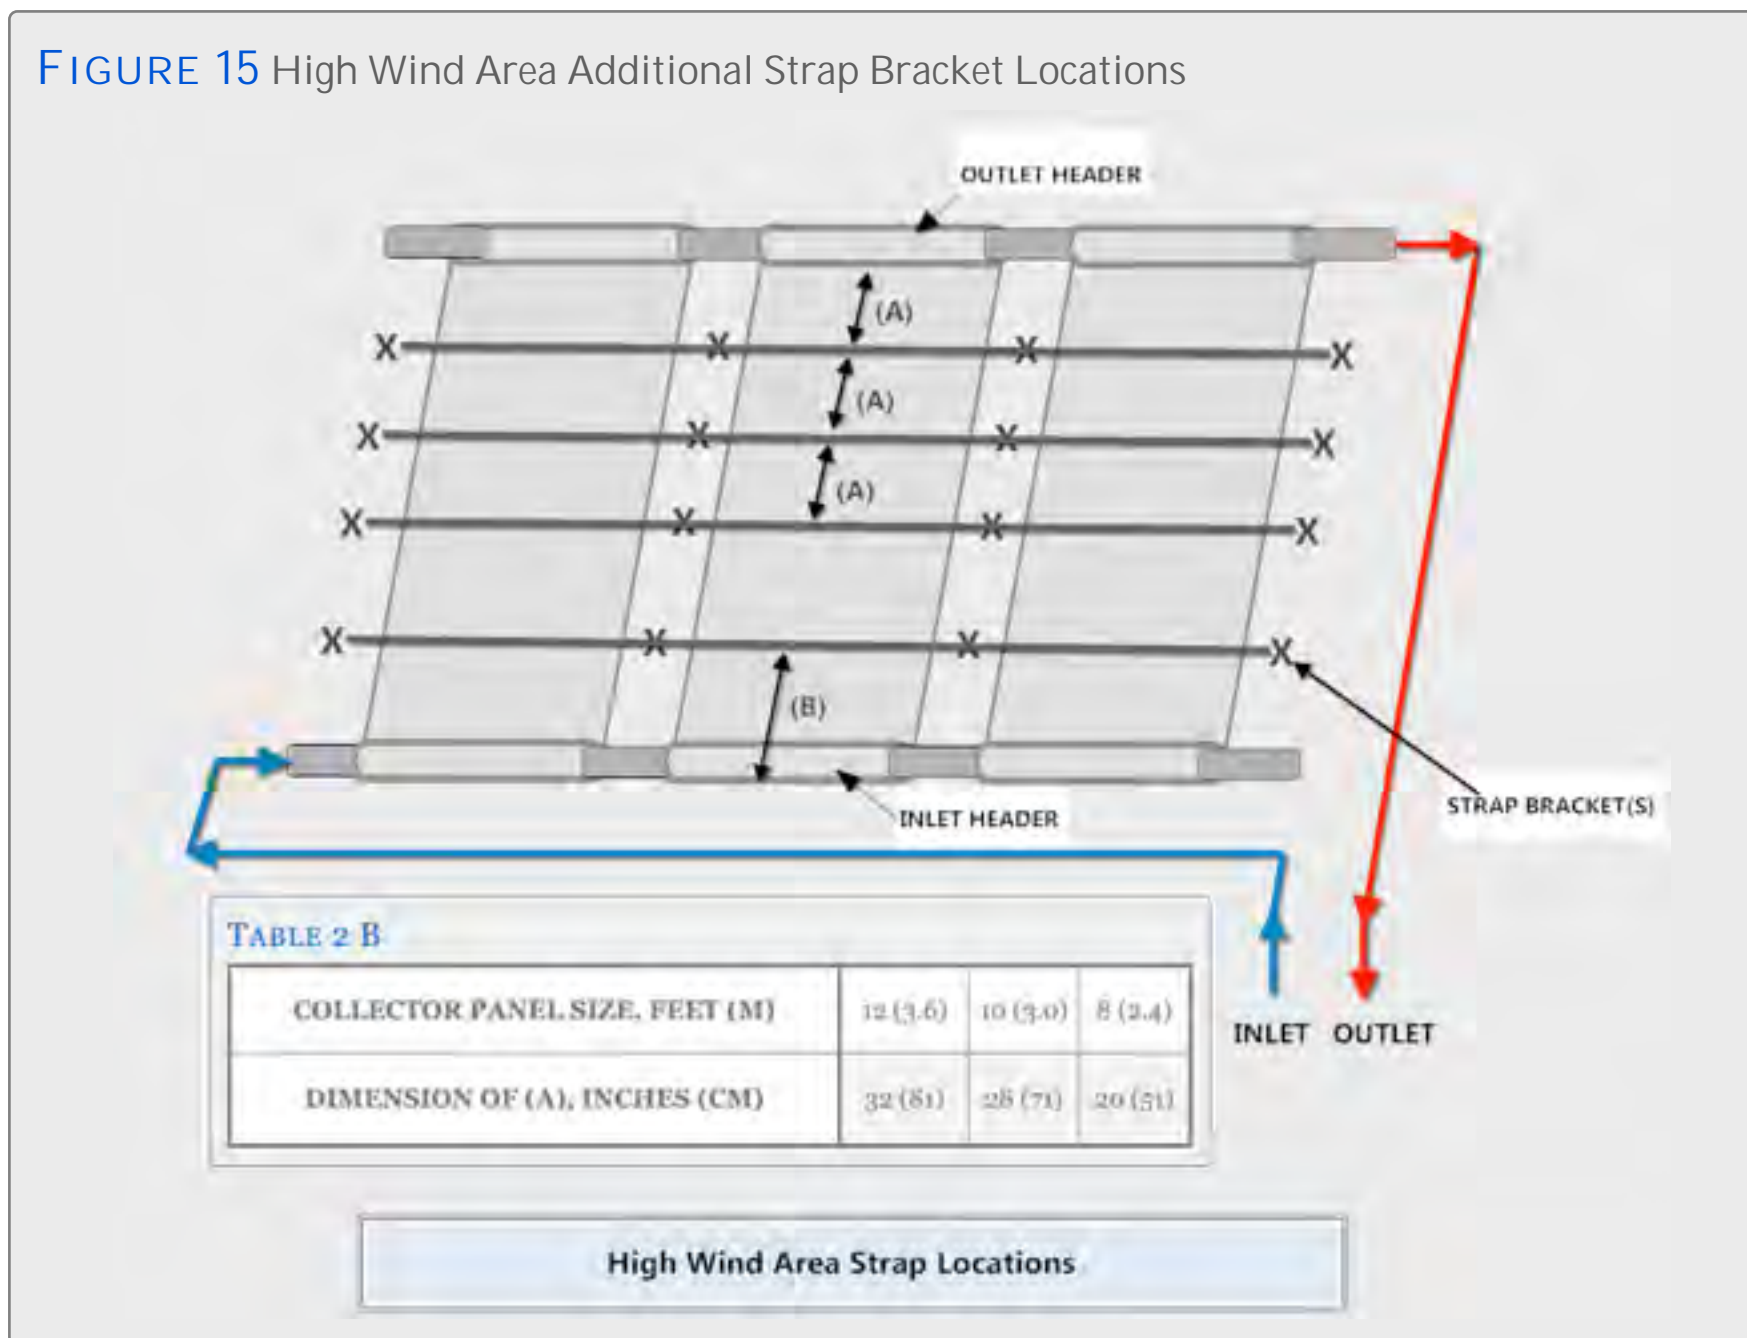 FIGURE 15 High Wind Area Additional Strap Bracket Locations
OUTLET HEADER
(A)
X X X X
(A)
X X X X
(A)
X X X X
X X X X
(B)
STRAP BRACKET(S)
INLET HEADER
TABLE 2 B
COLLECTOR PANEL SIZE, FEET (M) 12 (3.6) 10 (3.0) 8 (2.4)
INLET OUTLET
DIMENSION OF (A), INCHES (CM) 32 (81) 28 (71) 20 (51)
High Wind Area Strap Locations